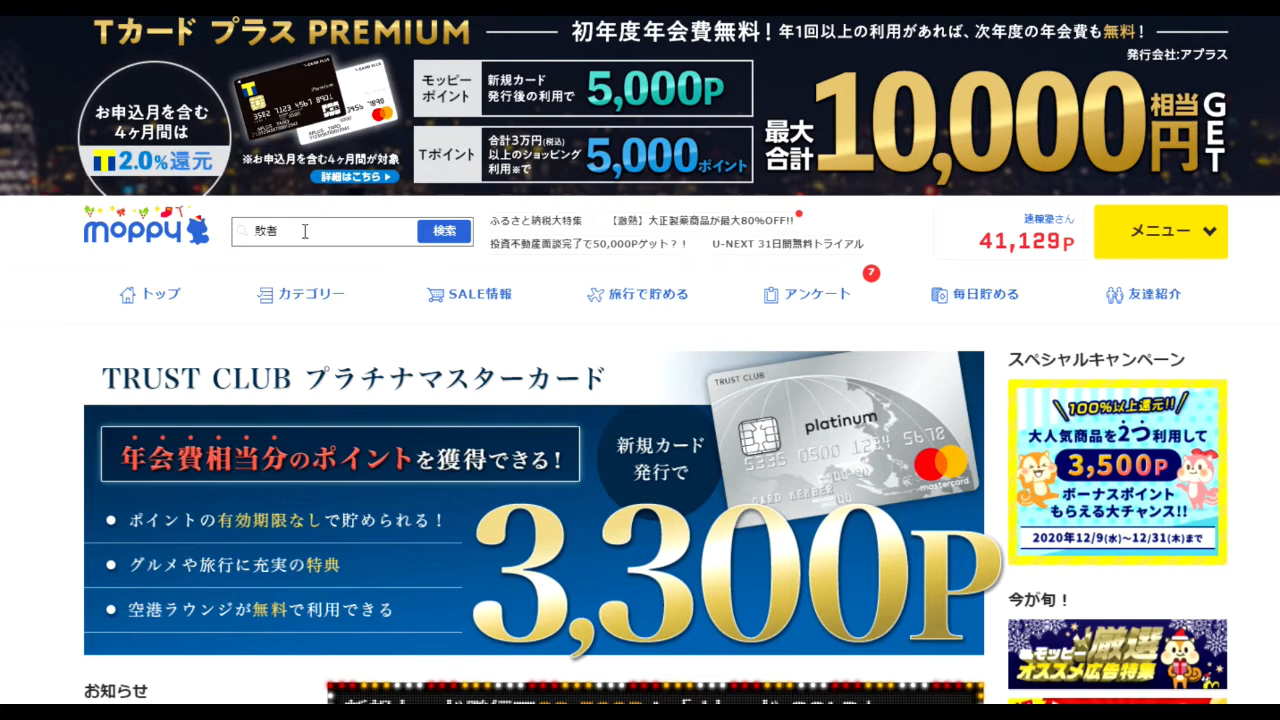 Tカード プラス PREMIUM
初年度年会費無料！年1回以上の利用があれば、次年度の年会費も無料！
発行会社:アプラス
お申込月を含む
4ヶ月間は
T2.0%還元
※お申込月を含む4ヶ月間が対象
詳細はこちら
モッピー
ポイント
新規カード
発行後の利用で
5,000P
Tポイント
合計3万円(税込)
以上のショッピング
利用※で
5,000ポイント
最大
合計
10,000円相当
GET
moppy
敗者
検索
ふるさと納税大特集
【激熱】大正製薬商品が最大80%OFF!!
投資不動産面談完了で50,000Pゲット？！
U-NEXT 31日間無料トライアル
速稼塾さん
41,129P
メニュー
トップ
カテゴリー
SALE情報
旅行で貯める
アンケート
7
毎日貯める
友達紹介
TRUST CLUB プラチナマスターカード
年会費相当分のポイントを獲得できる！
新規カード
発行で
TRUST CLUB
platinum
5335 0500 1234 5678
CARD MEMBER
mastercard
ポイントの有効期限なしで貯められる！
グルメや旅行に充実の特典
空港ラウンジが無料で利用できる
3,300P
スペシャルキャンペーン
100%以上還元!!
大人気商品を2つ利用して
3,500P
ボーナスポイント
もらえる大チャンス!!
2020年12/9(水)～12/31(木)まで
今が旬！
モッピー厳選
オススメ広告特集
お知らせ